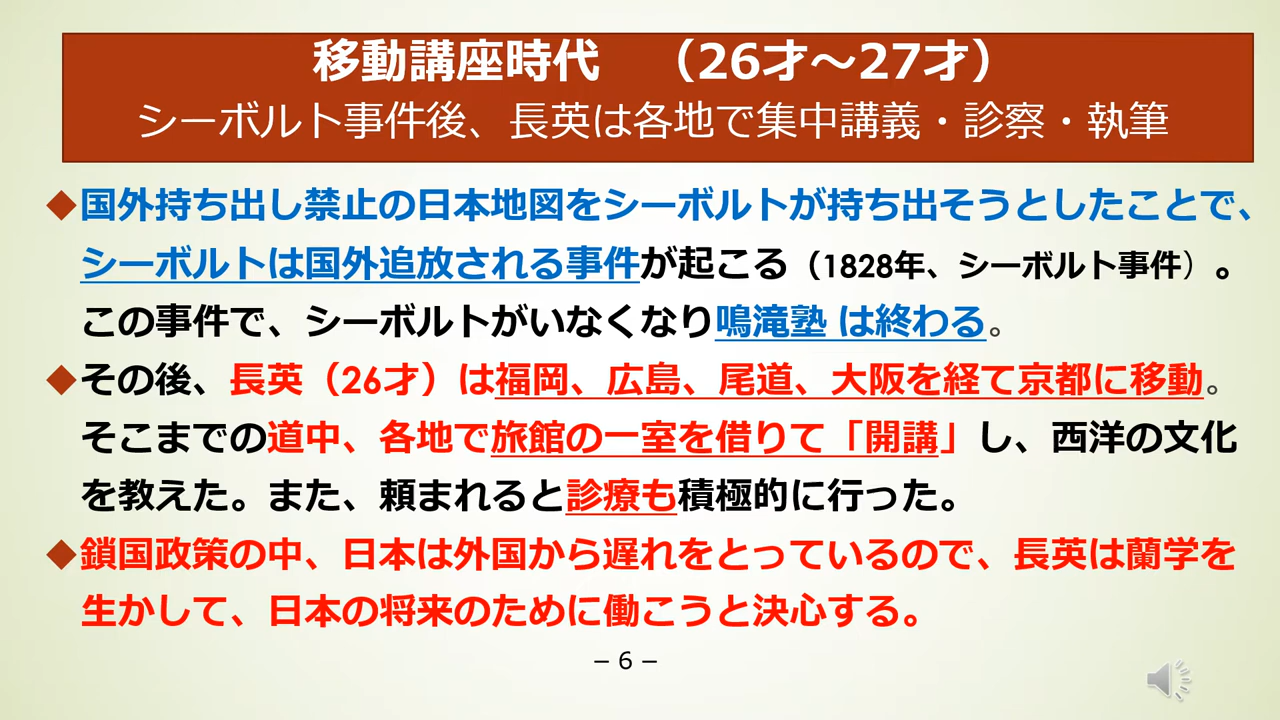 移動講座時代　（26才～27才）
シーボルト事件後、長英は各地で集中講義・診察・執筆
◆国外持ち出し禁止の日本地図をシーボルトが持ち出そうとしたことで、
シーボルトは国外追放される事件が起こる（1828年、シーボルト事件）。
この事件で、シーボルトがいなくなり鳴滝塾 は終わる。
◆その後、長英（26才）は福岡、広島、尾道、大阪を経て京都に移動。
そこまでの道中、各地で旅館の一室を借りて「開講」し、西洋の文化
を教えた。また、頼まれると診療も積極的に行った。
◆鎖国政策の中、日本は外国から遅れをとっているので、長英は蘭学を
生かして、日本の将来のために働こうと決心する。
– 6 –